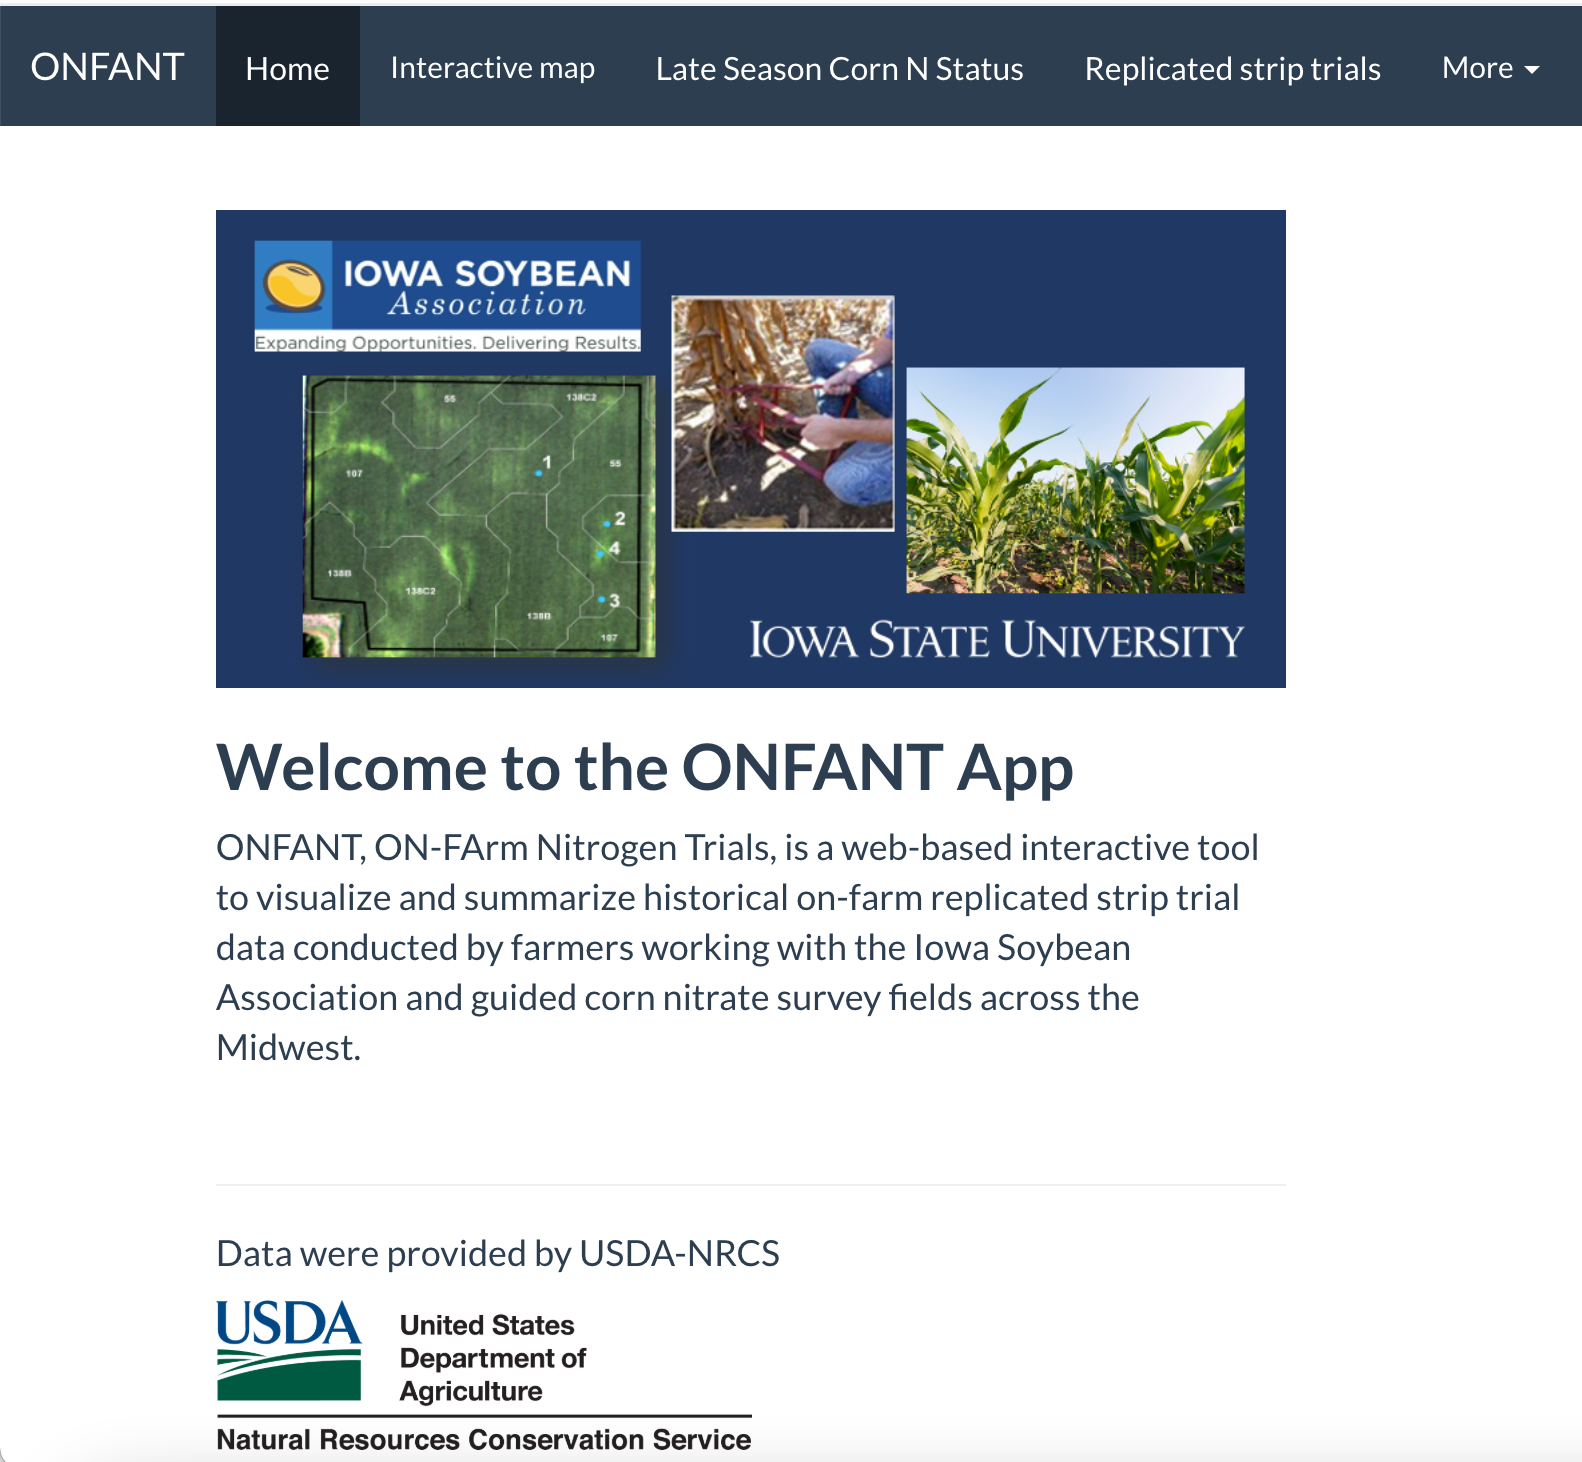 ONFANT Home Interactive map Late Season Corn N Status Replicated strip trials More
IOWA SOYBEAN
Association
Expanding Opportunities. Delivering Results.
55 138C2
107
1
55
2
4
138B
138C2
3
138B
107
IOWA STATE UNIVERSITY
Welcome to the ONFANT App
ONFANT, ON-FArm Nitrogen Trials, is a web-based interactive tool
to visualize and summarize historical on-farm replicated strip trial
data conducted by farmers working with the Iowa Soybean
Association and guided corn nitrate survey fields across the
Midwest.
Data were provided by USDA-NRCS
USDA
United States
Department of
Agriculture
Natural Resources Conservation Service